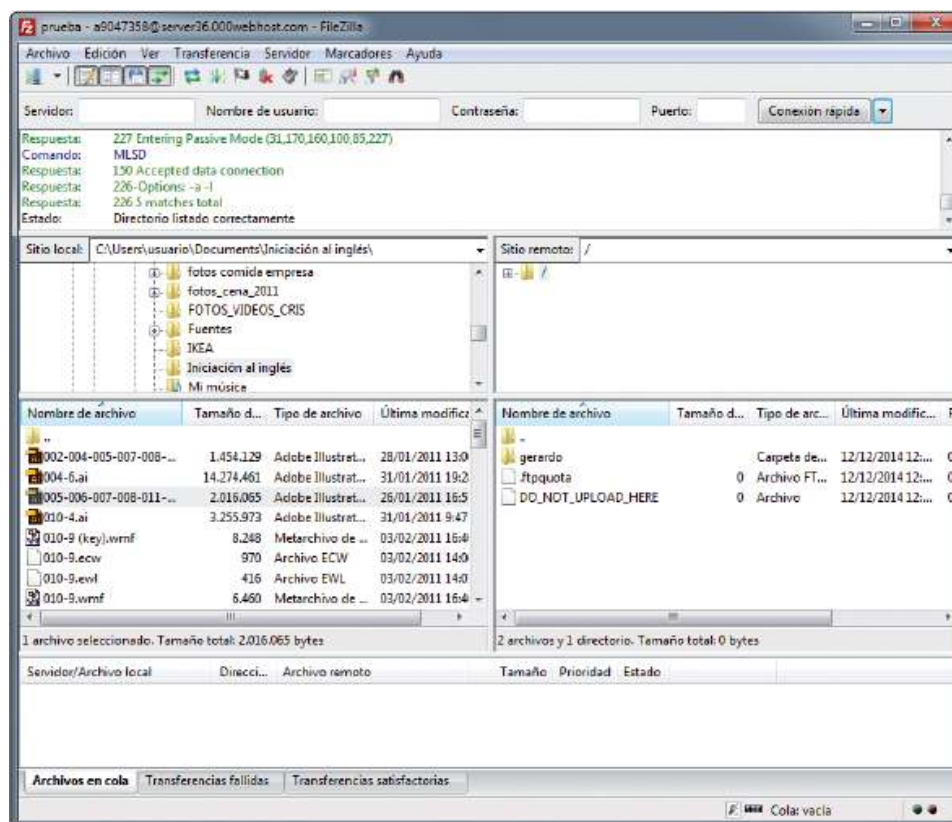 prueba - a9047358@server36.000webhost.com - FileZilla
Archivo Edición Ver Transferencia Servidor Marcadores Ayuda
Servidor: Nombre de usuario: Contraseña: Puerto: Conexión rápida
Respuesta: 227 Entering Passive Mode (31,170,160,100,85,227)
Comando: MLSD
Respuesta: 150 Accepted data connection
Respuesta: 226-Options: -a -l
Respuesta: 226 5 matches total
Estado: Directorio listado correctamente
Sitio local: C:\Users\usuario\Documents\Iniciación al inglés\
fotos comida empresa
fotos_cena_2011
FOTOS_VIDEOS_CRIS
Fuentes
IKEA
Iniciación al inglés
Mi música
Sitio remoto: /
/
Nombre de archivo Tamaño d... Tipo de archivo Última modifica
..
002-004-005-007-008-... 1.454.129 Adobe Illustrat... 28/01/2011 13:0
004-6.ai 14.274.461 Adobe Illustrat... 31/01/2011 19:2
005-006-007-008-011-... 2.016.065 Adobe Illustrat... 26/01/2011 16:5
010-4.ai 3.255.973 Adobe Illustrat... 31/01/2011 9:47
010-9 (key).wmf 8.248 Metarchivo de ... 03/02/2011 16:4
010-9.ecw 970 Archivo ECW 03/02/2011 14:0
010-9.ewl 416 Archivo EWL 03/02/2011 14:0
010-9.wmf 6.460 Metarchivo de ... 03/02/2011 16:4
1 archivo seleccionado. Tamaño total: 2.016.065 bytes
Nombre de archivo Tamaño d... Tipo de arc... Última modific...
..
gerardo Carpeta de... 12/12/2014 12:...
.ftpquota 0 Archivo FT... 12/12/2014 12:...
DO_NOT_UPLOAD_HERE 0 Archivo 12/12/2014 12:...
2 archivos y 1 directorio. Tamaño total: 0 bytes
Servidor/Archivo local Direcci... Archivo remoto Tamaño Prioridad Estado
Archivos en cola Transferencias fallidas Transferencias satisfactorias
Cola: vacía